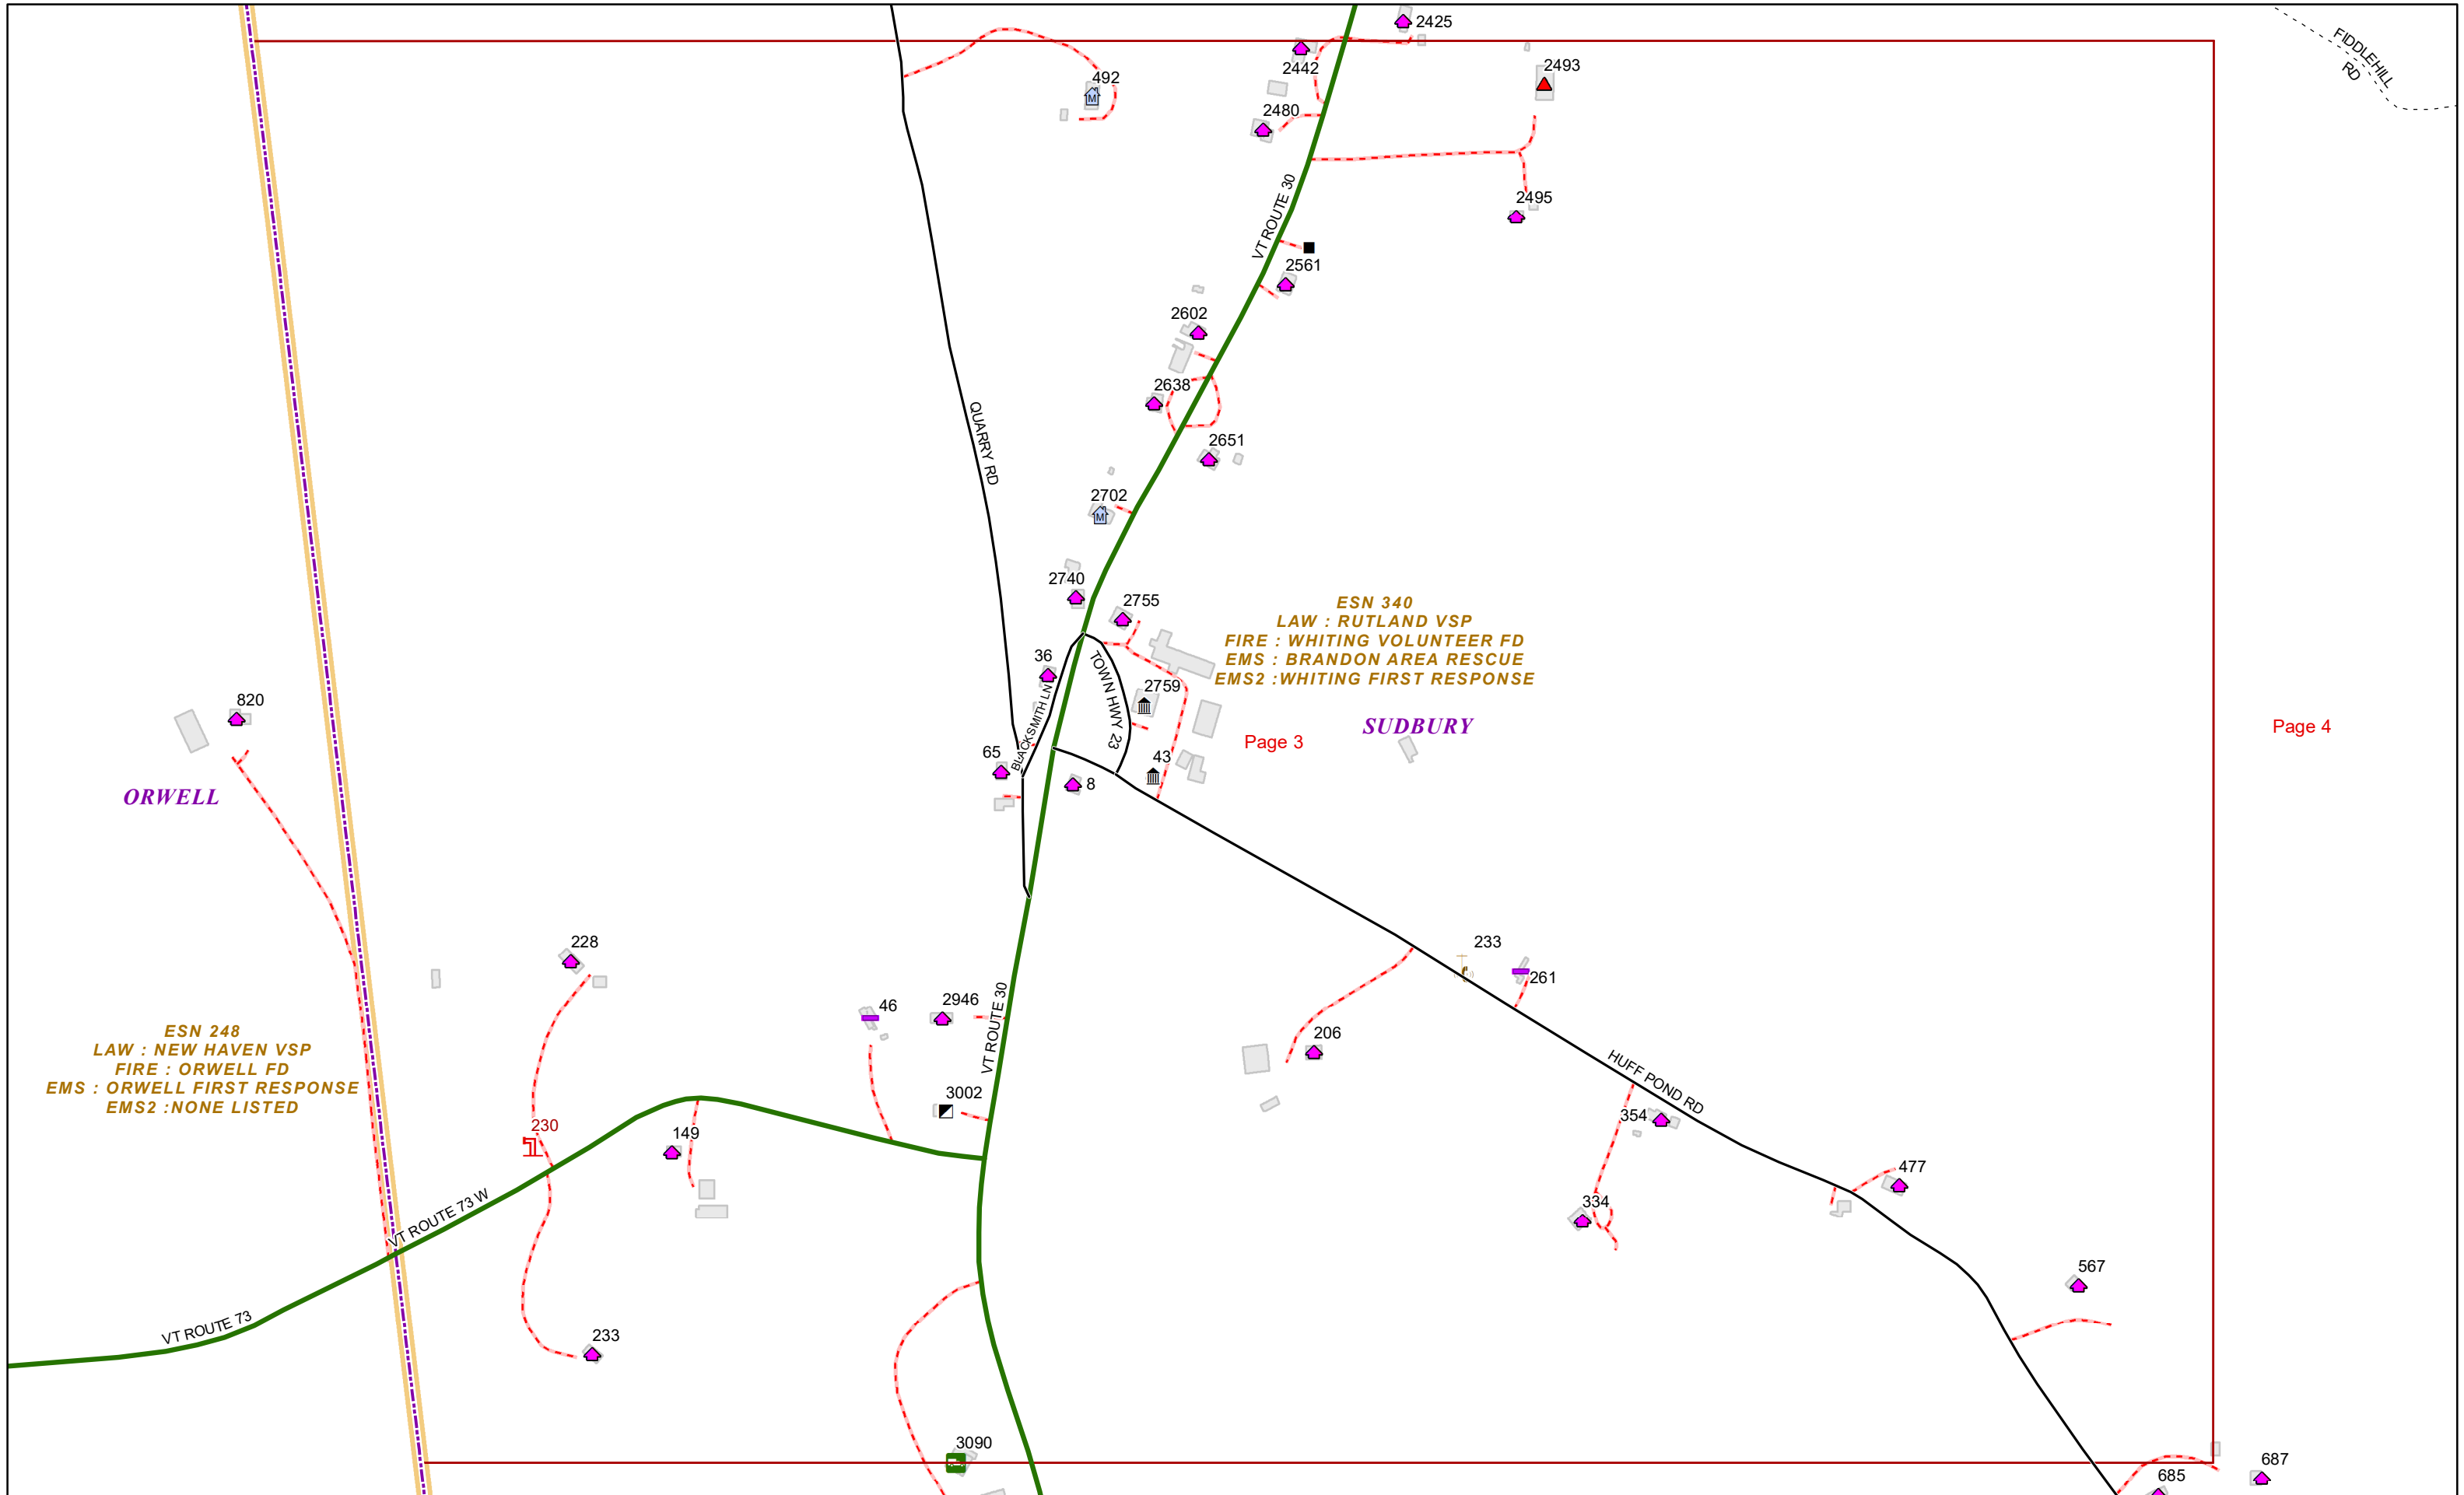 2425
FIDDLEHILL
RD
2442
2493
492
2480
VT ROUTE 30
2495
2561
2602
2638
QUARRY RD
2651
2702
2740
2755
ESN 340
LAW : RUTLAND VSP
FIRE : WHITING VOLUNTEER FD
EMS : BRANDON AREA RESCUE
EMS2 :WHITING FIRST RESPONSE
36
TOWN HWY 23
2759
820
SUDBURY
Page 4
BLACKSMITH LN
Page 3
65
43
8
ORWELL
228
233
261
46
2946
VT ROUTE 30
206
ESN 248
LAW : NEW HAVEN VSP
FIRE : ORWELL FD
EMS : ORWELL FIRST RESPONSE
EMS2 :NONE LISTED
HUFF POND RD
3002
354
230
149
477
334
VT ROUTE 73 W
567
VT ROUTE 73
233
3090
687
685
M
M